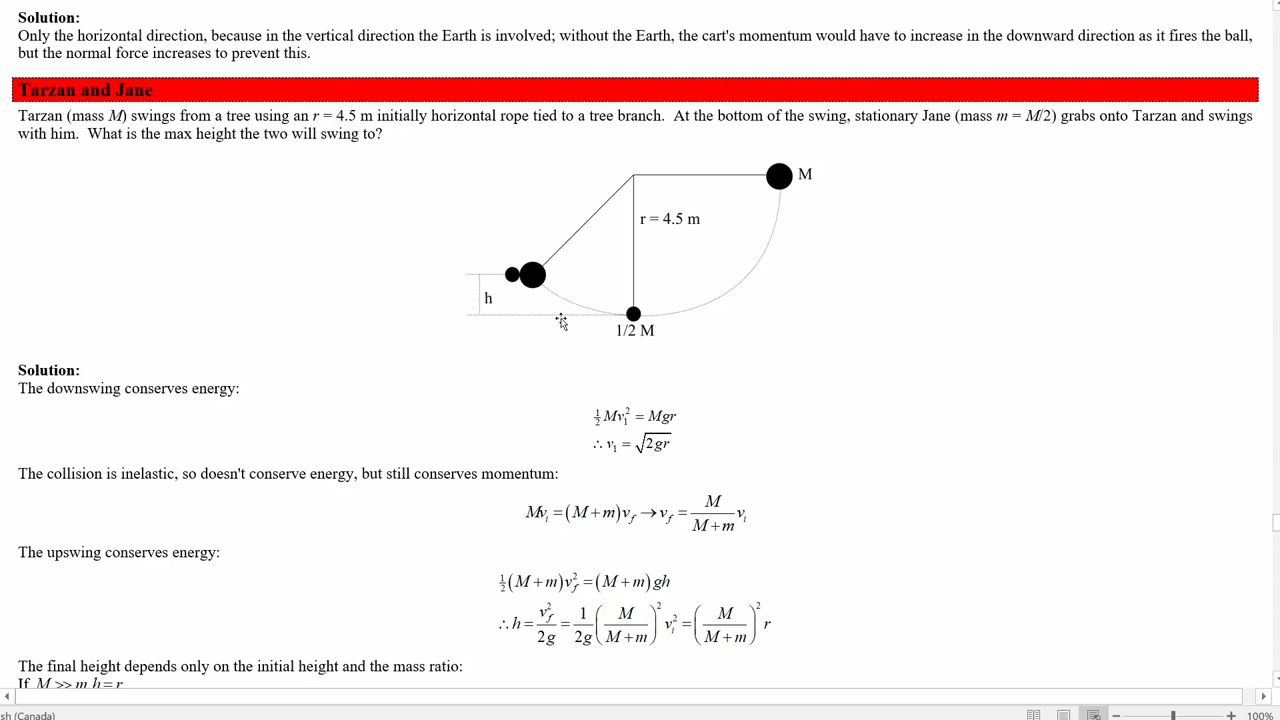 Solution:
Only the horizontal direction, because in the vertical direction the Earth is involved; without the Earth, the cart's momentum would have to increase in the downward direction as it fires the ball,
but the normal force increases to prevent this.
Tarzan and Jane
Tarzan (mass M) swings from a tree using an r = 4.5 m initially horizontal rope tied to a tree branch. At the bottom of the swing, stationary Jane (mass m = M/2) grabs onto Tarzan and swings
with him. What is the max height the two will swing to?
M
r = 4.5 m
h
1/2 M
Solution:
The downswing conserves energy:
½Mv₁² = Mgr
∴ v₁ = √2gr
The collision is inelastic, so doesn't conserve energy, but still conserves momentum:
Mvᵢ = (M+m)v_f → v_f = M/(M+m) vᵢ
The upswing conserves energy:
½(M+m)v_f² = (M+m)gh
∴ h = v_f²/2g = 1/2g (M/(M+m))² vᵢ² = (M/(M+m))² r
The final height depends only on the initial height and the mass ratio:
If M >> m h = r
sh (Canada)
100%